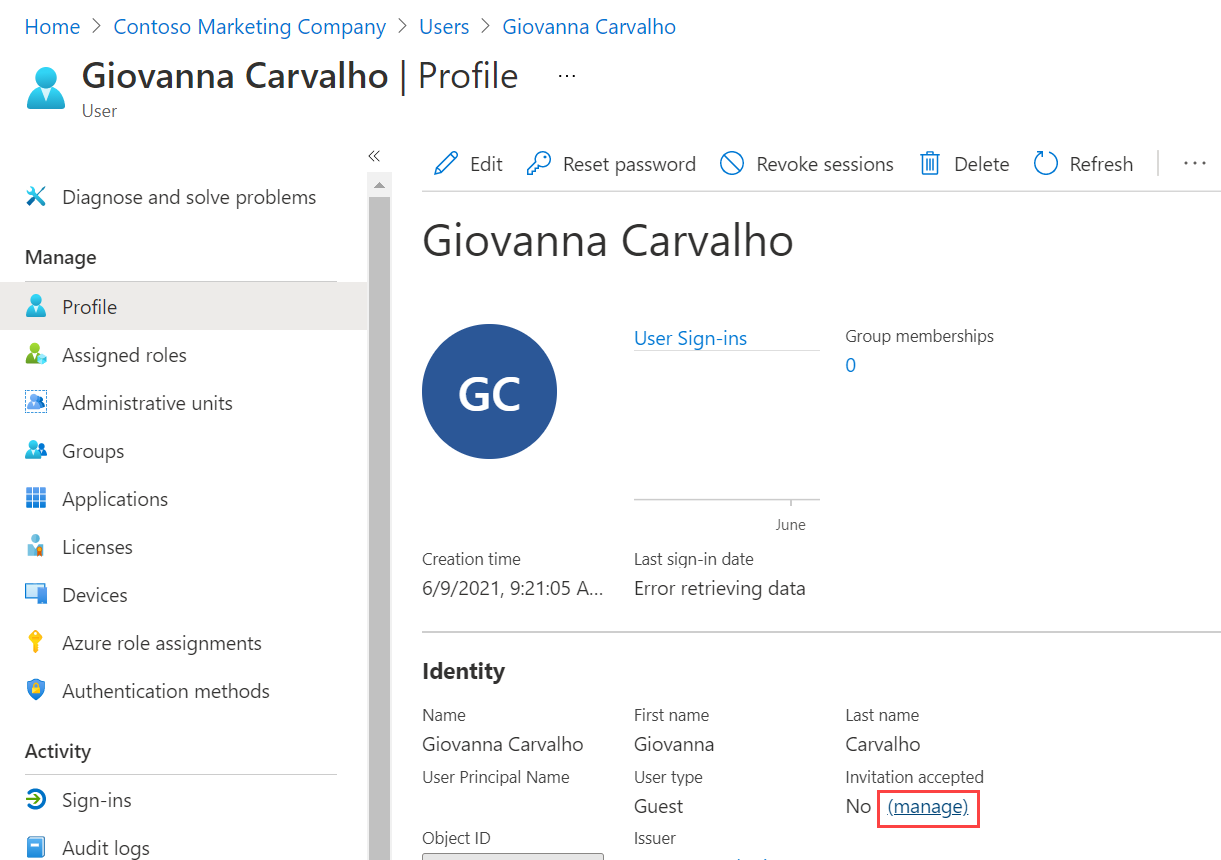 Home > Contoso Marketing Company > Users > Giovanna Carvalho
Giovanna Carvalho | Profile ...
User
«
Diagnose and solve problems
Manage
Profile
Assigned roles
Administrative units
Groups
Applications
Licenses
Devices
Azure role assignments
Authentication methods
Activity
Sign-ins
Audit logs
Edit Reset password Revoke sessions Delete Refresh ...
Giovanna Carvalho
GC
User Sign-ins
June
Group memberships
0
Creation time
6/9/2021, 9:21:05 A...
Last sign-in date
Error retrieving data
Identity
Name First name Last name
Giovanna Carvalho Giovanna Carvalho
User Principal Name User type Invitation accepted
Guest No (manage)
Object ID Issuer